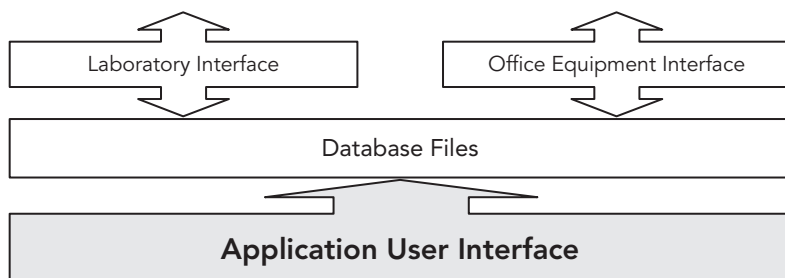 Laboratory Interface
Office Equipment Interface
Database Files
Application User Interface